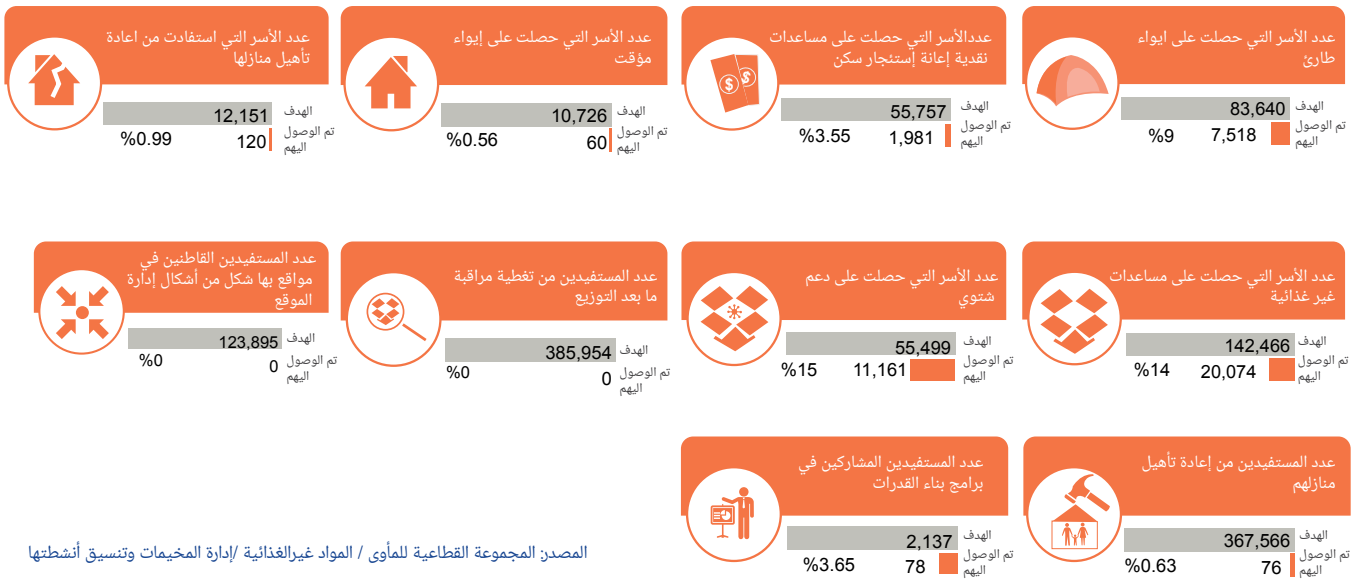 عدد الأسر التي حصلت على ايواء
طارئ
الهدف
83,640
تم الوصول
اليهم
7,518
%9
عددالأسر التي حصلت على مساعدات
نقدية إعانة إستئجار سكن
الهدف
55,757
تم الوصول
اليهم
1,981
%3.55
عدد الأسر التي حصلت على إيواء
مؤقت
الهدف
10,726
تم الوصول
اليهم
60
%0.56
عدد الأسر التي استفادت من اعادة
تأهيل منازلها
الهدف
12,151
تم الوصول
اليهم
120
%0.99
عدد الأسر التي حصلت على مساعدات
غير غذائية
الهدف
142,466
تم الوصول
اليهم
20,074
%14
عدد الأسر التي حصلت على دعم
شتوي
الهدف
55,499
تم الوصول
اليهم
11,161
%15
عدد المستفيدين من تغطية مراقبة
ما بعد التوزيع
الهدف
385,954
تم الوصول
اليهم
0
%0
عدد المستفيدين القاطنين في
مواقع بها شكل من أشكال إدارة
الموقع
الهدف
123,895
تم الوصول
اليهم
0
%0
عدد المستفيدين من إعادة تأهيل
منازلهم
الهدف
367,566
تم الوصول
اليهم
76
%0.63
عدد المستفيدين المشاركين في
برامج بناء القدرات
الهدف
2,137
تم الوصول
اليهم
78
%3.65
المصدر: المجموعة القطاعية للمأوى / المواد غيرالغذائية /إدارة المخيمات وتنسيق أنشطتها